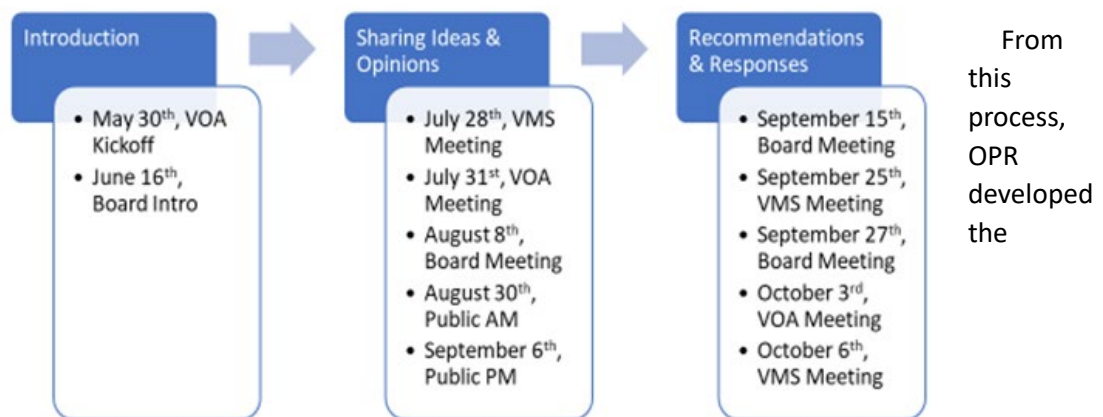 Introduction
• May 30th, VOA
Kickoff
• June 16th,
Board Intro
Sharing Ideas &
Opinions
• July 28th, VMS
Meeting
• July 31st, VOA
Meeting
• August 8th,
Board Meeting
• August 30th,
Public AM
• September 6th,
Public PM
Recommendations
& Responses
• September 15th,
Board Meeting
• September 25th,
VMS Meeting
• September 27th,
Board Meeting
• October 3rd,
VOA Meeting
• October 6th,
VMS Meeting
From
this
process,
OPR
developed
the